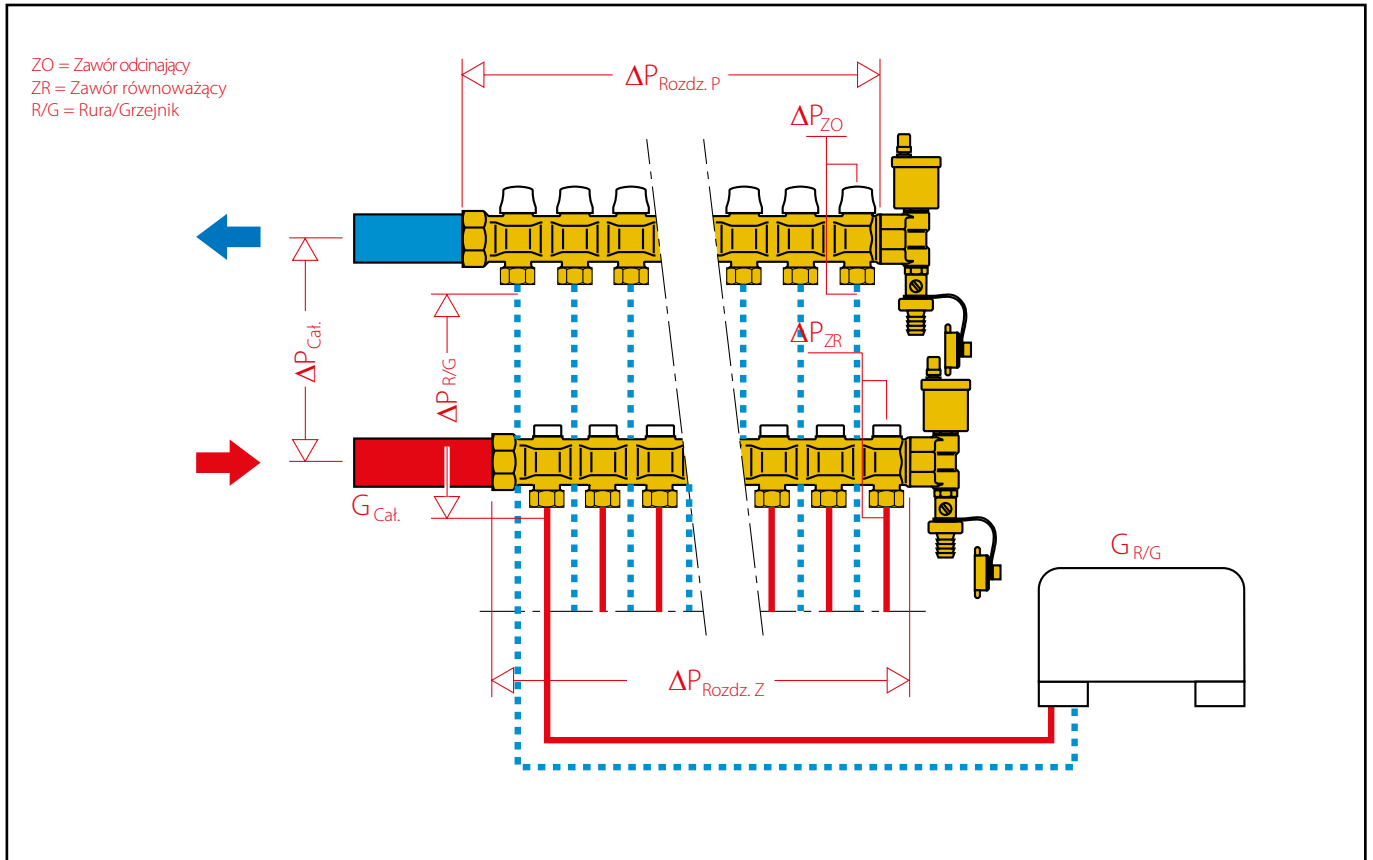 ZO = Zawór odcinający
ZR = Zawór równoważący
R/G = Rura/Grzejnik
ΔP Rozdz. P
ΔP ZO
ΔP Cał.
ΔP R/G
ΔP ZR
G Cał.
G R/G
ΔP Rozdz. Z